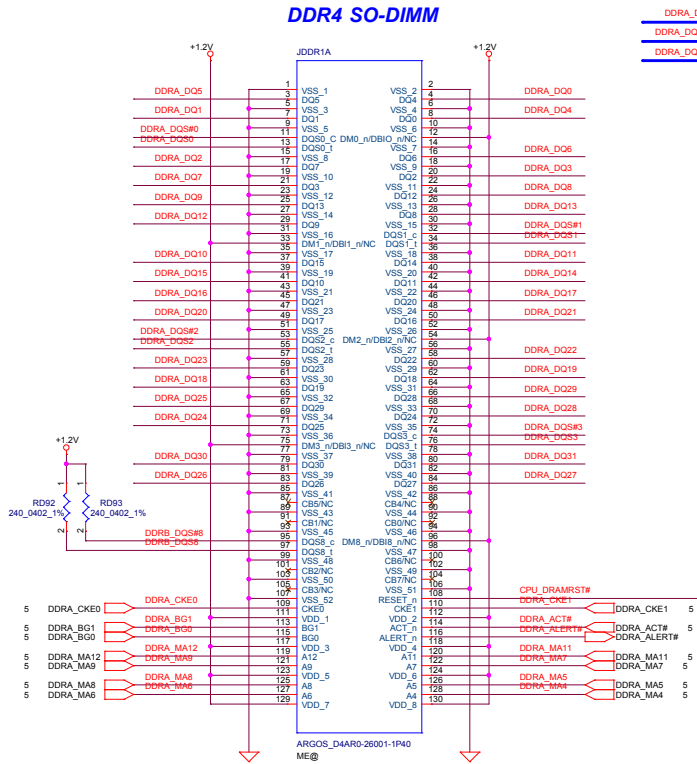 DDR4 SO-DIMM
DDRA_D
DDRA_DQ
DDRA_DQ
+1.2V JDDR1A +1.2V
1 VSS_1 VSS_2 2
DDRA_DQ5 3 DQ5 DQ4 4 DDRA_DQ0
5 VSS_3 VSS_4 6
DDRA_DQ1 7 DQ1 DQ0 8 DDRA_DQ4
9 VSS_5 VSS_6 10
DDRA_DQS#0 11 DQS0_C DM0_n/DBIO_n/NC 12
DDRA_DQS0 13 DQS0_t VSS_7 14
15 VSS_8 DQ6 16 DDRA_DQ6
DDRA_DQ2 17 DQ7 VSS_9 18
19 VSS_10 DQ2 20 DDRA_DQ3
DDRA_DQ7 21 DQ3 VSS_11 22
23 VSS_12 DQ12 24 DDRA_DQ8
DDRA_DQ9 25 DQ13 VSS_13 26
27 VSS_14 DQ8 28 DDRA_DQ13
DDRA_DQ12 29 DQ9 VSS_15 30
31 VSS_16 DQS1_c 32 DDRA_DQS#1
33 DM1_n/DBI1_n/NC DQS1_t 34 DDRA_DQS1
35 VSS_17 VSS_18 36
DDRA_DQ10 37 DQ15 DQ14 38 DDRA_DQ11
39 VSS_19 VSS_20 40
DDRA_DQ15 41 DQ10 DQ11 42 DDRA_DQ14
43 VSS_21 VSS_22 44
DDRA_DQ16 45 DQ21 DQ20 46 DDRA_DQ17
47 VSS_23 VSS_24 48
DDRA_DQ20 49 DQ17 DQ16 50 DDRA_DQ21
51 VSS_25 VSS_26 52
DDRA_DQS#2 53 DQS2_c DM2_n/DBI2_n/NC 54
DDRA_DQS2 55 DQS2_t VSS_27 56
57 VSS_28 DQ22 58 DDRA_DQ22
DDRA_DQ23 59 DQ23 VSS_29 60
61 VSS_30 DQ18 62 DDRA_DQ19
DDRA_DQ18 63 DQ19 VSS_31 64
65 VSS_32 DQ28 66 DDRA_DQ29
DDRA_DQ25 67 DQ29 VSS_33 68
69 VSS_34 DQ24 70 DDRA_DQ28
DDRA_DQ24 71 DQ25 VSS_35 72
73 VSS_36 DQS3_c 74 DDRA_DQS#3
75 DM3_n/DBI3_n/NC DQS3_t 76 DDRA_DQS3
+1.2V
77 VSS_37 VSS_38 78
DDRA_DQ30 79 DQ30 DQ31 80 DDRA_DQ31
81 VSS_39 VSS_40 82
DDRA_DQ26 83 DQ26 DQ27 84 DDRA_DQ27
1 1
85 VSS_41 VSS_42 86
87 CB5/NC CB4/NC 88
RD92 RD93
89 VSS_43 VSS_44 90
240_0402_1% 240_0402_1%
91 CB1/NC CB0/NC 92
2 2
93 VSS_45 VSS_46 94
DDRB_DQS#8 95 DQS8_c DM8_n/DBI8_n/NC 96
DDRB_DQS8 97 DQS8_t VSS_47 98
99 VSS_48 CB6/NC 100
101 CB2/NC VSS_49 102
103 VSS_50 CB7/NC 104
105 CB3/NC VSS_51 106
107 VSS_52 RESET_n 108 CPU_DRAMRST#
5 DDRA_CKE0 DDRA_CKE0 109 CKE0 CKE1 110 DDRA_CKE1 DDRA_CKE1 5
111 VDD_1 VDD_2 112
5 DDRA_BG1 DDRA_BG1 113 BG1 ACT_n 114 DDRA_ACT# DDRA_ACT# 5
5 DDRA_BG0 DDRA_BG0 115 BG0 ALERT_n 116 DDRA_ALERT# DDRA_ALERT#
117 VDD_3 VDD_4 118
5 DDRA_MA12 DDRA_MA12 119 A12 A11 120 DDRA_MA11 DDRA_MA11 5
5 DDRA_MA9 DDRA_MA9 121 A9 A7 122 DDRA_MA7 DDRA_MA7 5
123 VDD_5 VDD_6 124
5 DDRA_MA8 DDRA_MA8 125 A8 A5 126 DDRA_MA5 DDRA_MA5 5
5 DDRA_MA6 DDRA_MA6 127 A6 A4 128 DDRA_MA4 DDRA_MA4 5
129 VDD_7 VDD_8 130
ARGOS_D4AR0-26001-1P40
ME@